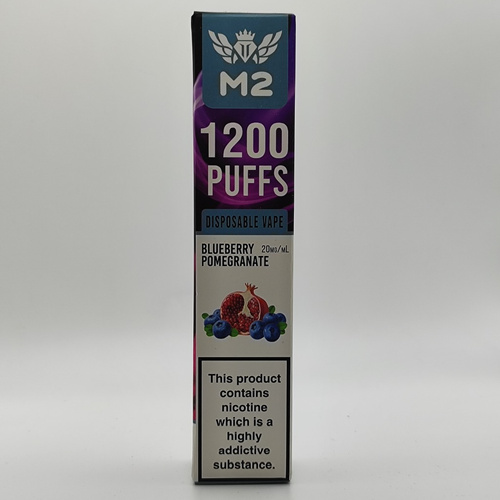 M2
1200
PUFFS
DISPOSABLE VAPE
BLUEBERRY 20MG/ML
POMEGRANATE
This product
contains
nicotine
which is a
highly
addictive
substance.